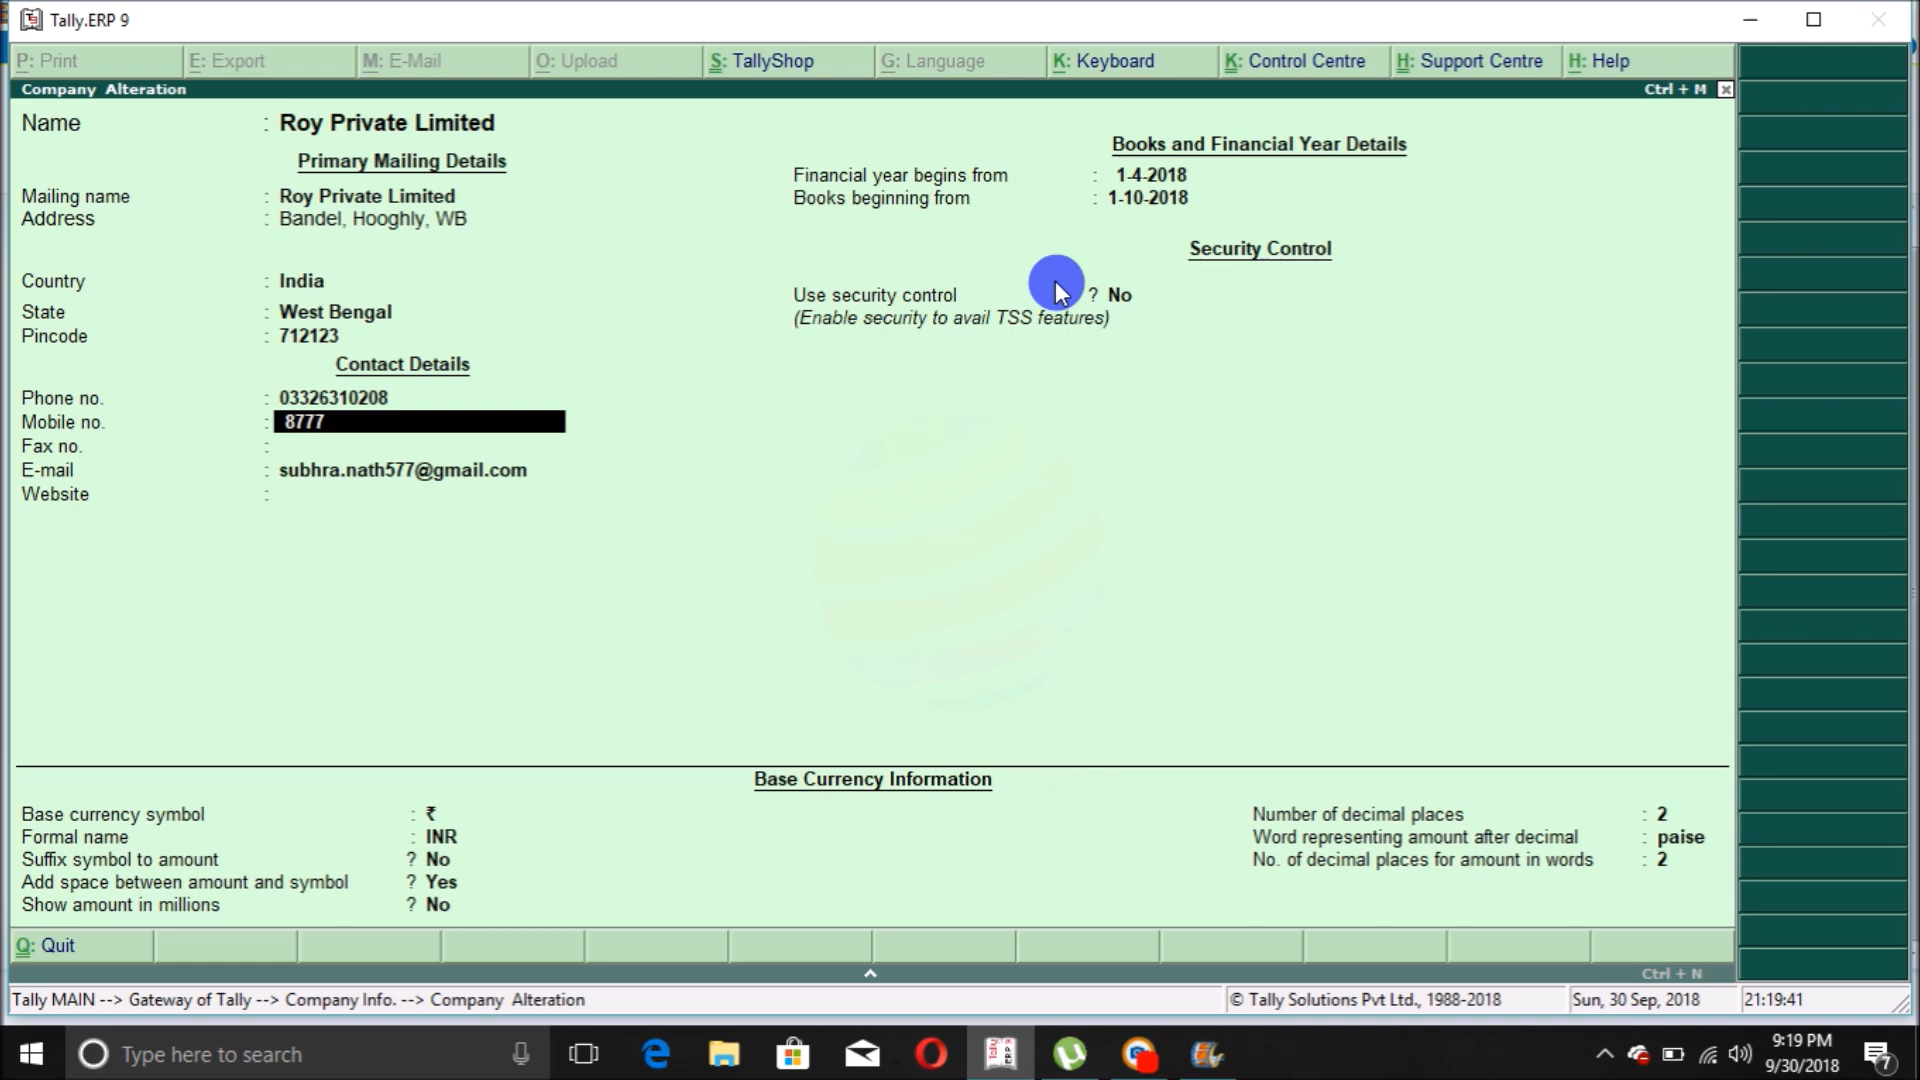 Tally.ERP 9
P: Print E: Export M: E-Mail O: Upload S: TallyShop G: Language K: Keyboard K: Control Centre H: Support Centre H: Help
Company Alteration Ctrl + M
Name : Roy Private Limited
Primary Mailing Details
Mailing name : Roy Private Limited
Address : Bandel, Hooghly, WB
Country : India
State : West Bengal
Pincode : 712123
Contact Details
Phone no. : 03326310208
Mobile no. : 8777
Fax no. :
E-mail : subhra.nath577@gmail.com
Website :
Books and Financial Year Details
Financial year begins from : 1-4-2018
Books beginning from : 1-10-2018
Security Control
Use security control ? No
(Enable security to avail TSS features)
Base Currency Information
Base currency symbol : ₹
Formal name : INR
Suffix symbol to amount ? No
Add space between amount and symbol ? Yes
Show amount in millions ? No
Number of decimal places : 2
Word representing amount after decimal : paise
No. of decimal places for amount in words : 2
Q: Quit
Ctrl + N
Tally MAIN --> Gateway of Tally --> Company Info. --> Company Alteration © Tally Solutions Pvt Ltd., 1988-2018 Sun, 30 Sep, 2018 21:19:41
Type here to search
9:19 PM
9/30/2018
7